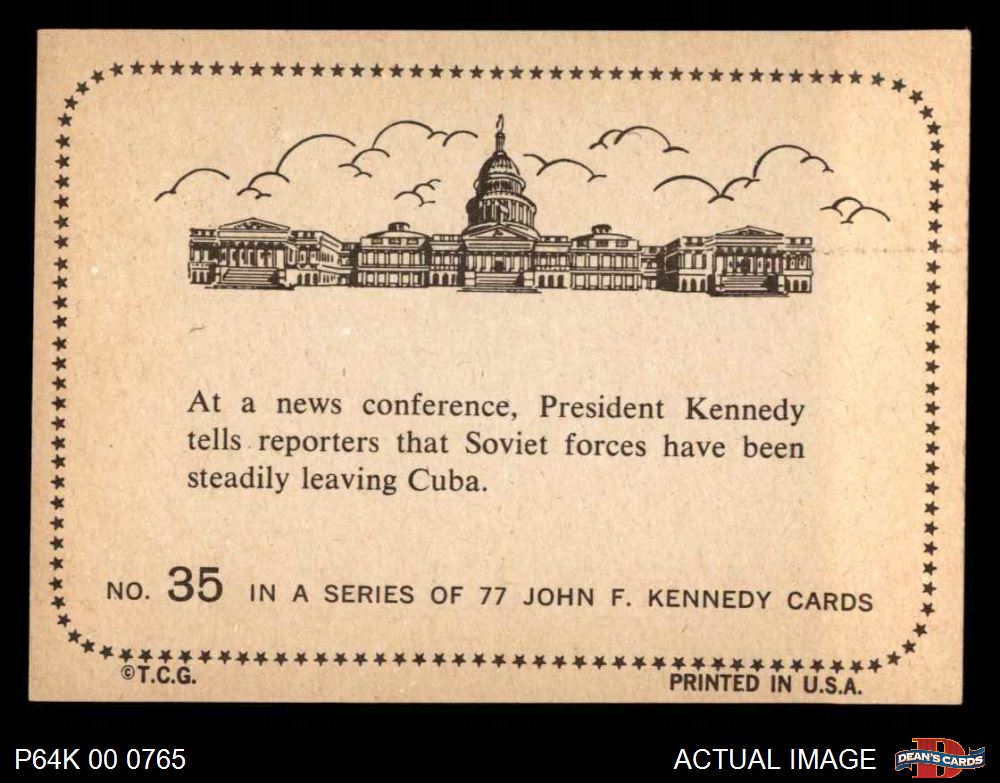 At a news conference, President Kennedy
tells reporters that Soviet forces have been
steadily leaving Cuba.
NO. 35 IN A SERIES OF 77 JOHN F. KENNEDY CARDS
©T.C.G.
PRINTED IN U.S.A.
P64K 00 0765
ACTUAL IMAGE
D
DEAN'S CARDS